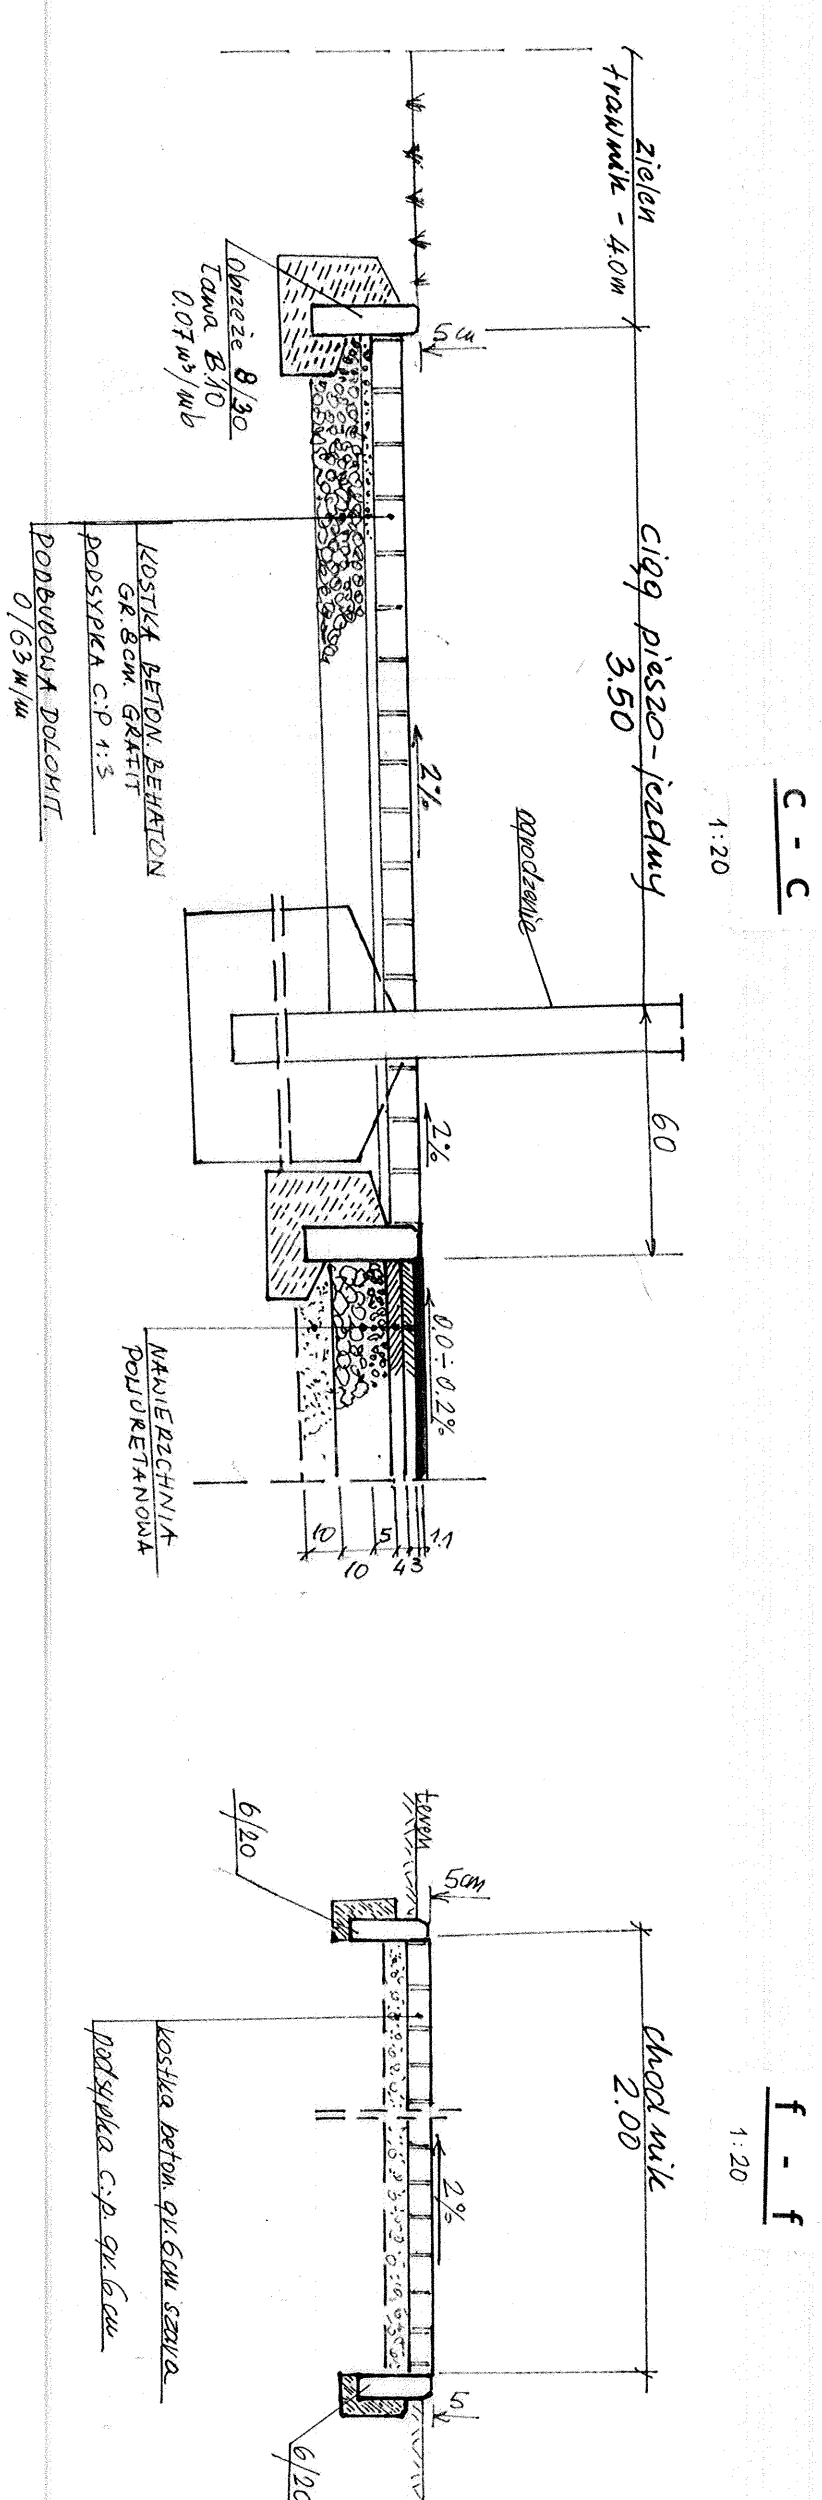 C - C
1:20
zieleń
trawnik - 4.0m
ciąg pieszo-jezdny
3.50
60
ogrodzenie
5 cm
2%
2%
0.0÷0.2%
obrzeże 8/30
Ława B.10
0.07m³/mb
KOSTKA BETON. BEHATON
GR. 8cm. GRAFIT
PODSYPKA C:P 1:3
PODBUDOWA DOLOMIT.
0/63 m/m
NAWIERZCHNIA
POLIURETANOWA
10
10
5
4
3
1.1
f - f
1:20
chodnik
2.00
teren
5cm
6/20
2%
5
6/20
kostka beton. gr. 6cm szara
podsypka c:p. gr. 6cm